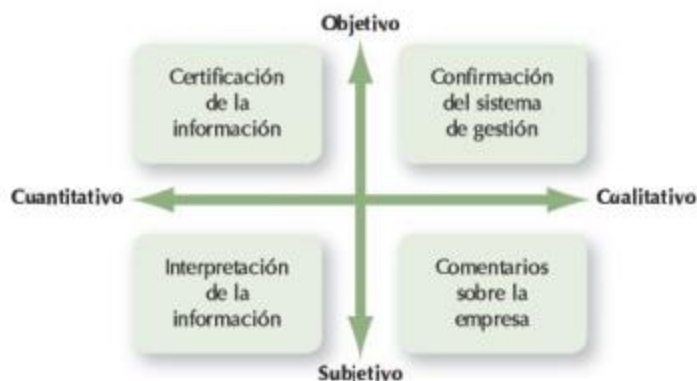 Objetivo
Certificación
de la
información
Confirmación
del sistema
de gestión
Cuantitativo
Cualitativo
Interpretación
de la
información
Comentarios
sobre la
empresa
Subjetivo